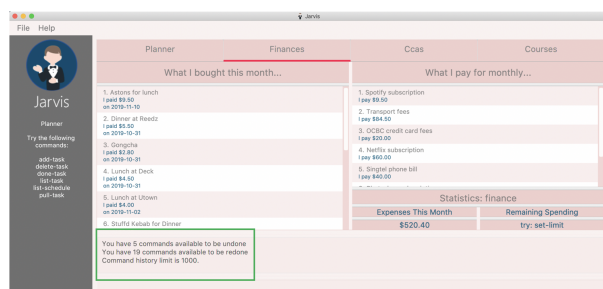 Jarvis
File Help
Planner Finances Ccas Courses
What I bought this month...
1. Astons for lunch
I paid $9.50
on 2019-11-10
2. Dinner at Reedz
I paid $5.50
on 2019-10-31
3. Gongcha
I paid $2.80
on 2019-10-31
4. Lunch at Deck
I paid $4.50
on 2019-10-31
5. Lunch at Utown
I paid $4.00
on 2019-11-02
6. Stuff'd Kebab for Dinner
What I pay for monthly...
1. Spotify subscription
I pay $9.50
2. Transport fees
I pay $84.50
3. OCBC credit card fees
I pay $20.00
4. Netflix subscription
I pay $60.00
5. Singtel phone bill
I pay $40.00
Statistics: finance
Expenses This Month Remaining Spending
$520.40 try: set-limit
Jarvis
Planner
Try the following
commands:
add-task
delete-task
done-task
list-task
list-schedule
pull-task
You have 5 commands available to be undone
You have 19 commands available to be redone
Command history limit is 1000.